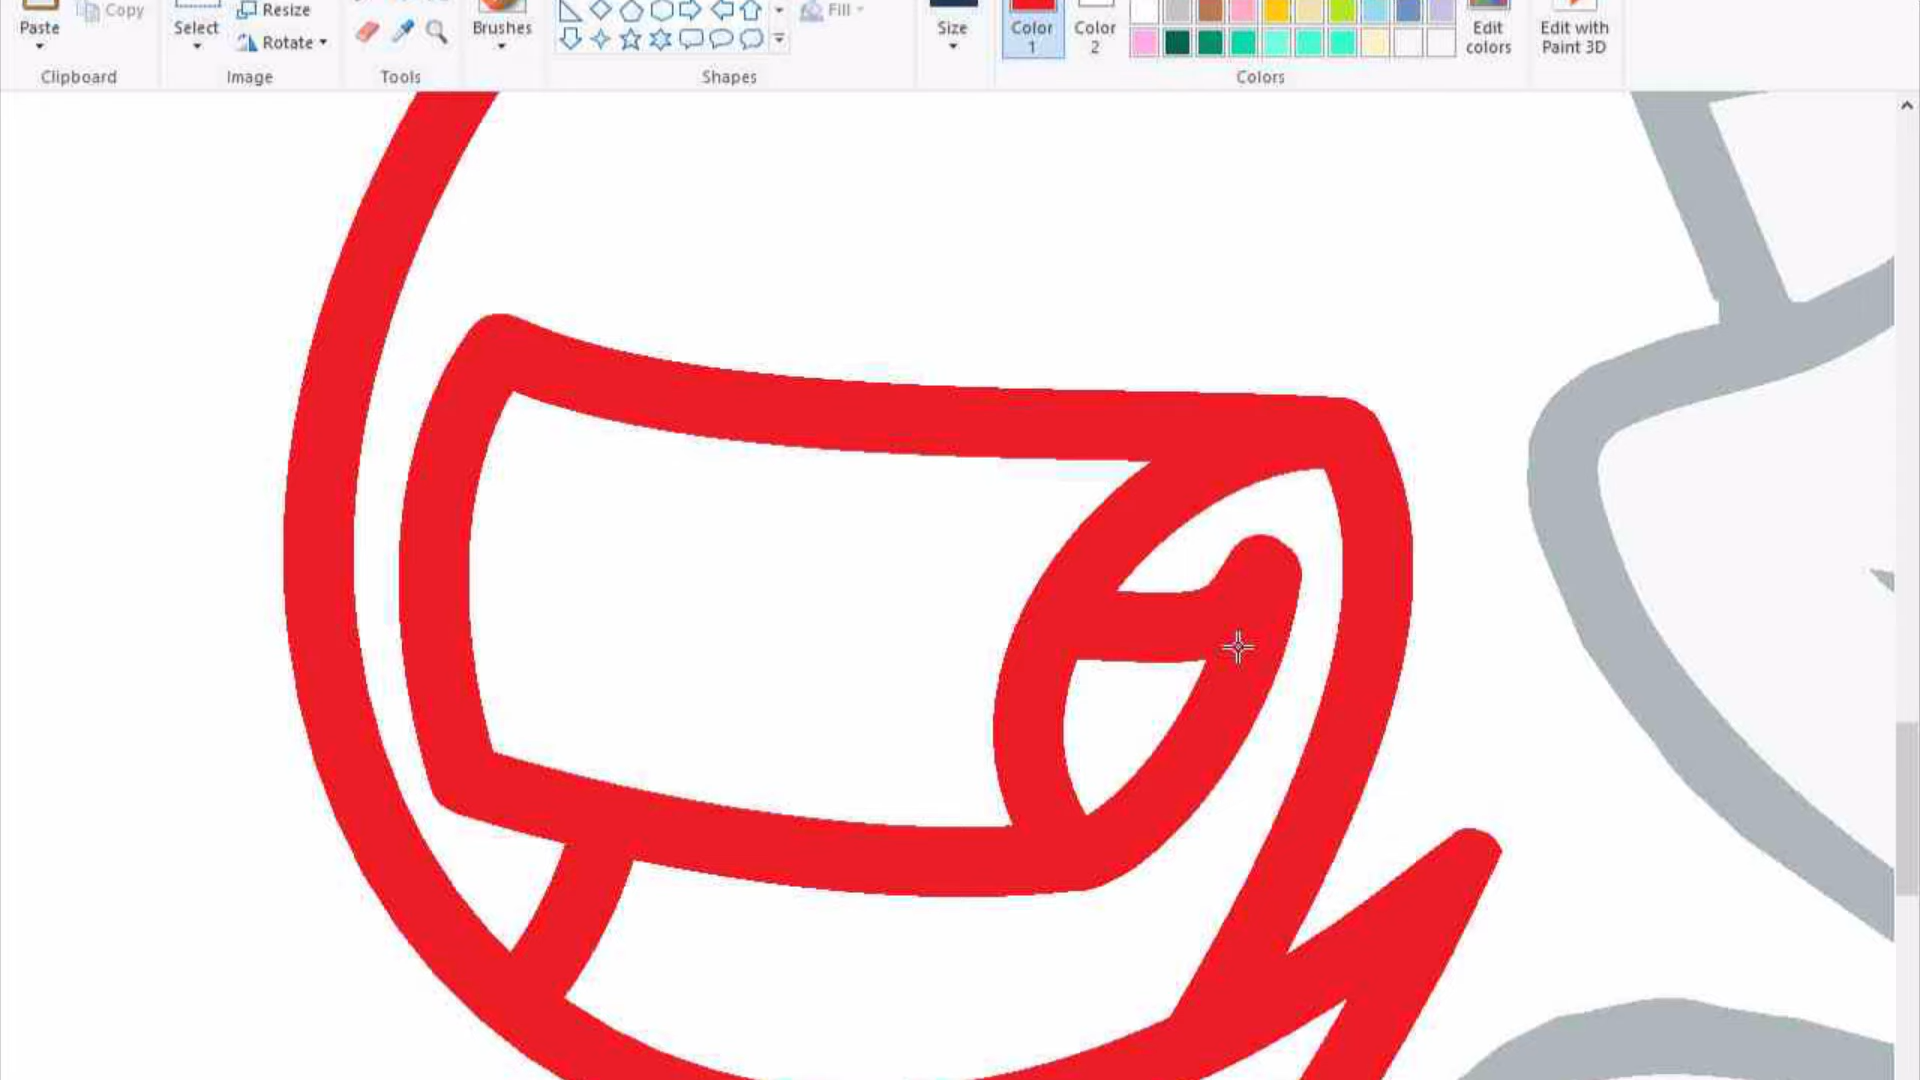 Resize
Fill
Paste
Copy
Select
Rotate
Brushes
Size
Color
1
Color
2
Edit
colors
Edit with
Paint 3D
Clipboard
Image
Tools
Shapes
Colors